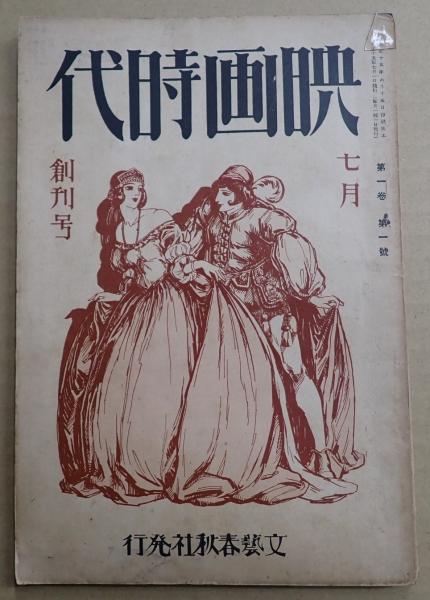 映画時代
七月
創刊号
第一巻 第一號
文藝春秋社発行